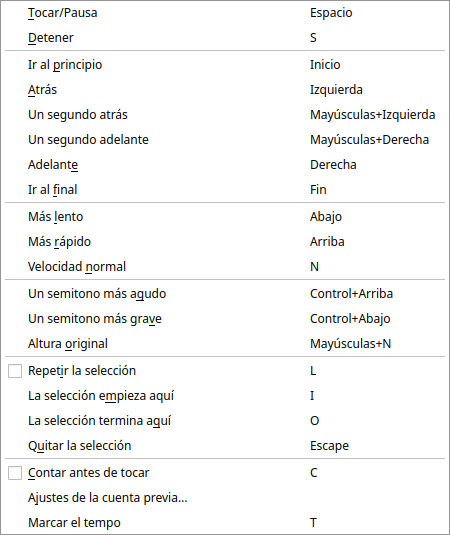 Tocar/Pausa Espacio
Detener S
Ir al principio Inicio
Atrás Izquierda
Un segundo atrás Mayúsculas+Izquierda
Un segundo adelante Mayúsculas+Derecha
Adelante Derecha
Ir al final Fin
Más lento Abajo
Más rápido Arriba
Velocidad normal N
Un semitono más agudo Control+Arriba
Un semitono más grave Control+Abajo
Altura original Mayúsculas+N
Repetir la selección L
La selección empieza aquí I
La selección termina aquí O
Quitar la selección Escape
Contar antes de tocar C
Ajustes de la cuenta previa...
Marcar el tempo T